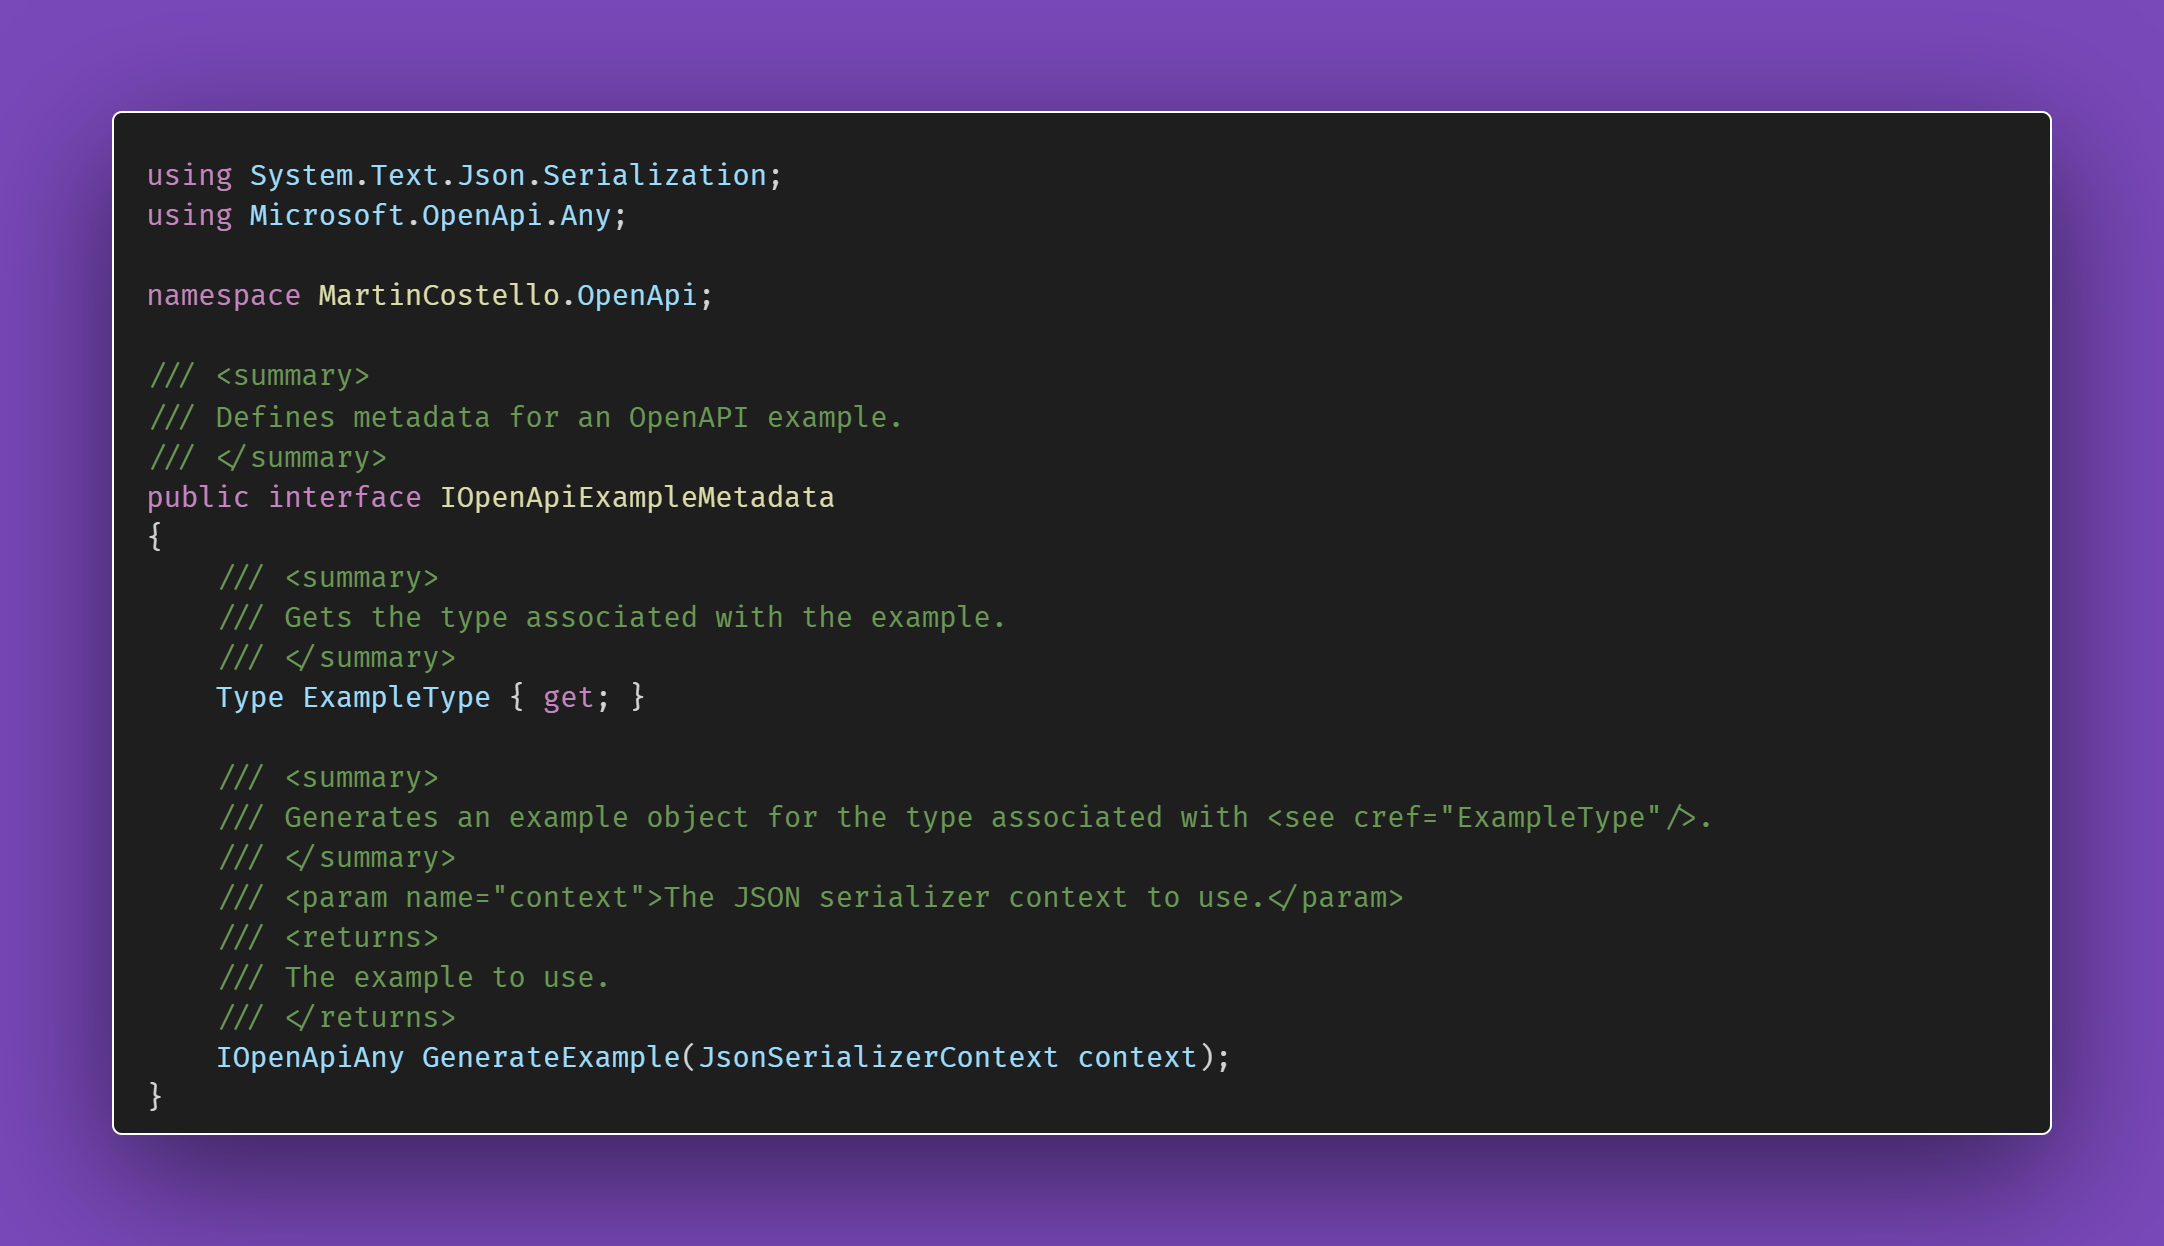 using System.Text.Json.Serialization;
using Microsoft.OpenApi.Any;

namespace MartinCostello.OpenApi;

/// <summary>
/// Defines metadata for an OpenAPI example.
/// </summary>
public interface IOpenApiExampleMetadata
{
    /// <summary>
    /// Gets the type associated with the example.
    /// </summary>
    Type ExampleType { get; }

    /// <summary>
    /// Generates an example object for the type associated with <see cref="ExampleType"/>.
    /// </summary>
    /// <param name="context">The JSON serializer context to use.</param>
    /// <returns>
    /// The example to use.
    /// </returns>
    IOpenApiAny GenerateExample(JsonSerializerContext context);
}